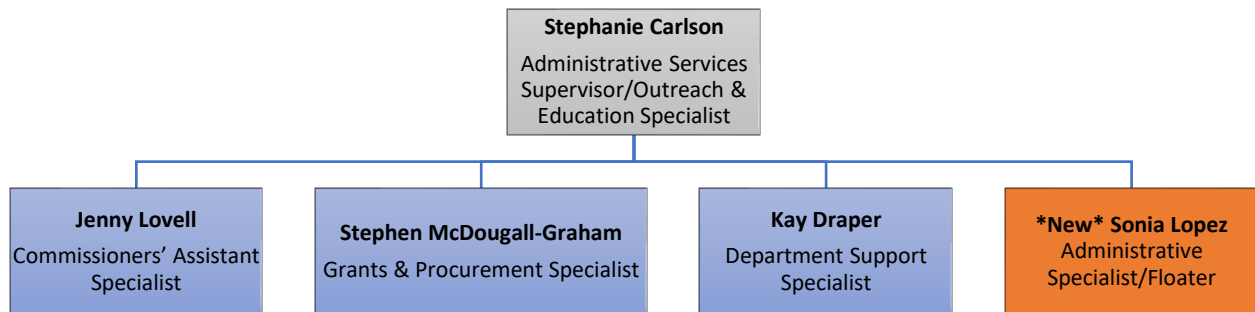 Stephanie Carlson
Administrative Services
Supervisor/Outreach &
Education Specialist
Jenny Lovell
Commissioners’ Assistant
Specialist
Stephen McDougall-Graham
Grants & Procurement Specialist
Kay Draper
Department Support
Specialist
*New* Sonia Lopez
Administrative
Specialist/Floater